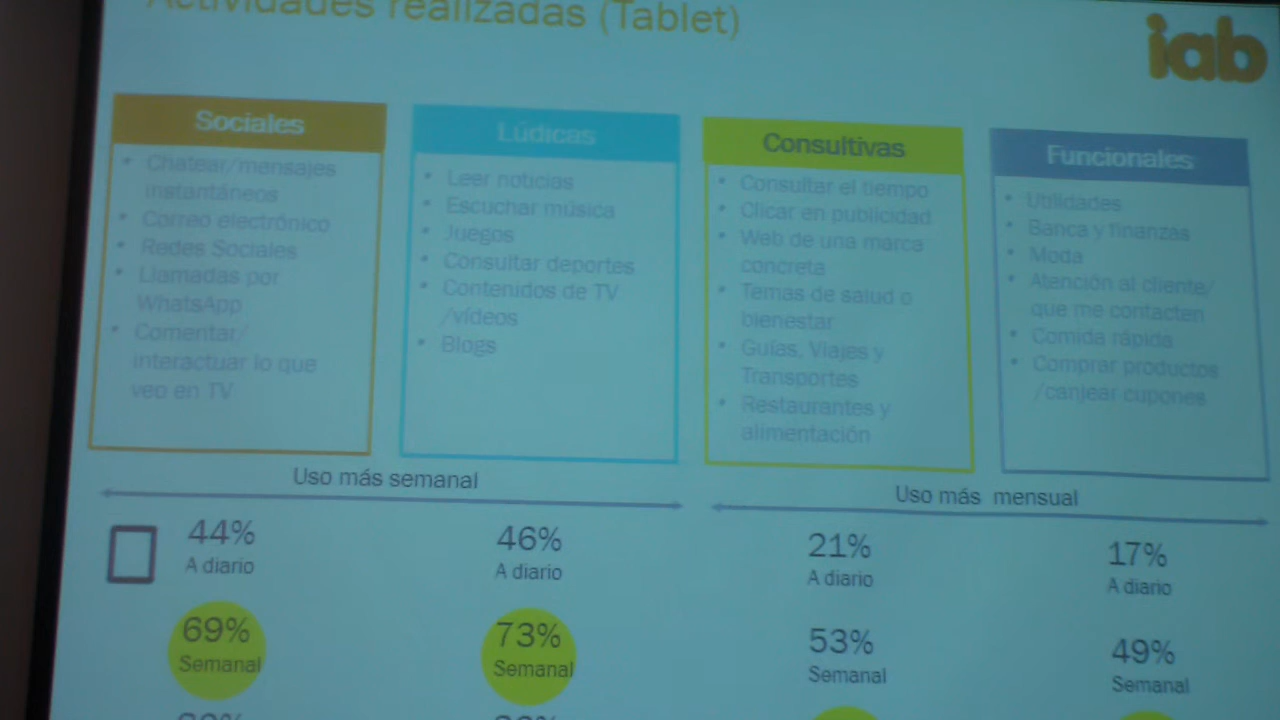 Actividades realizadas (Tablet)
iab
Sociales
• Chatear/mensajes
instantáneos
• Correo electrónico
• Redes Sociales
• Llamadas por
WhatsApp
• Comentar/
interactuar lo que
veo en TV
Lúdicas
• Leer noticias
• Escuchar música
• Juegos
• Consultar deportes
• Contenidos de TV
/vídeos
• Blogs
Consultivas
• Consultar el tiempo
• Clicar en publicidad
• Web de una marca
concreta
• Temas de salud o
bienestar
• Guías, Viajes y
Transportes
• Restaurantes y
alimentación
Funcionales
• Utilidades
• Banca y finanzas
• Moda
• Atención al cliente/
que me contacten
• Comida rápida
• Comprar productos
/canjear cupones
Uso más semanal
Uso más mensual
44%
A diario
46%
A diario
21%
A diario
17%
A diario
69%
Semanal
73%
Semanal
53%
Semanal
49%
Semanal